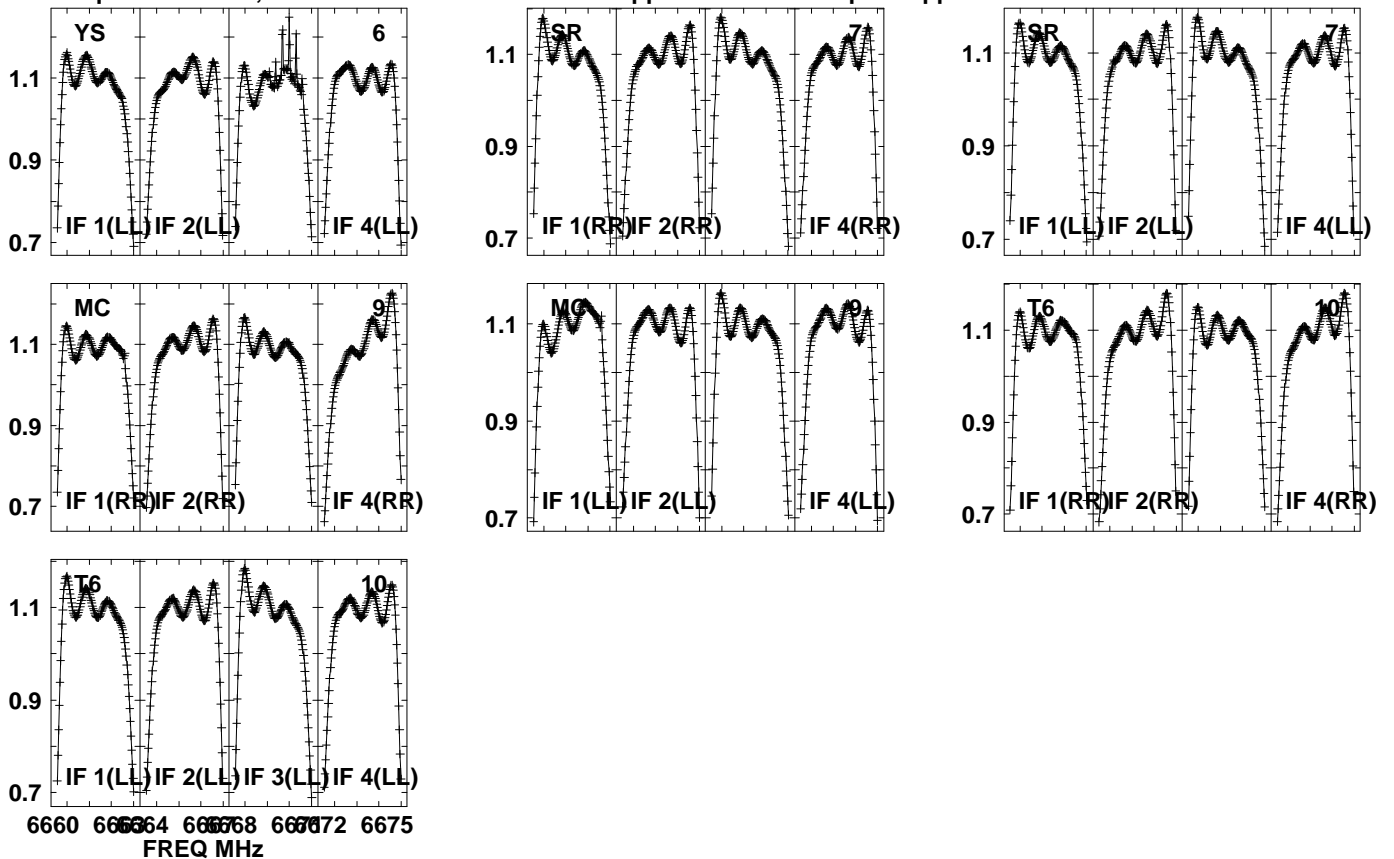 YS 6
1.1
0.9
0.7
IF 1(LL) IF 2(LL) IF 4(LL)
SR 7
1.1
0.9
0.7
IF 1(RR) IF 2(RR) IF 4(RR)
SR 7
1.1
0.9
0.7
IF 1(LL) IF 2(LL) IF 4(LL)
MC 9
1.1
0.9
0.7
IF 1(RR) IF 2(RR) IF 4(RR)
MC 9
1.1
0.9
0.7
IF 1(LL) IF 2(LL) IF 4(LL)
T6 10
1.1
0.9
0.7
IF 1(RR) IF 2(RR) IF 4(RR)
T6 10
1.1
0.9
0.7
IF 1(LL) IF 2(LL) IF 3(LL) IF 4(LL)
6660 6663 6664 6667 6668 6671 6672 6675
FREQ MHz